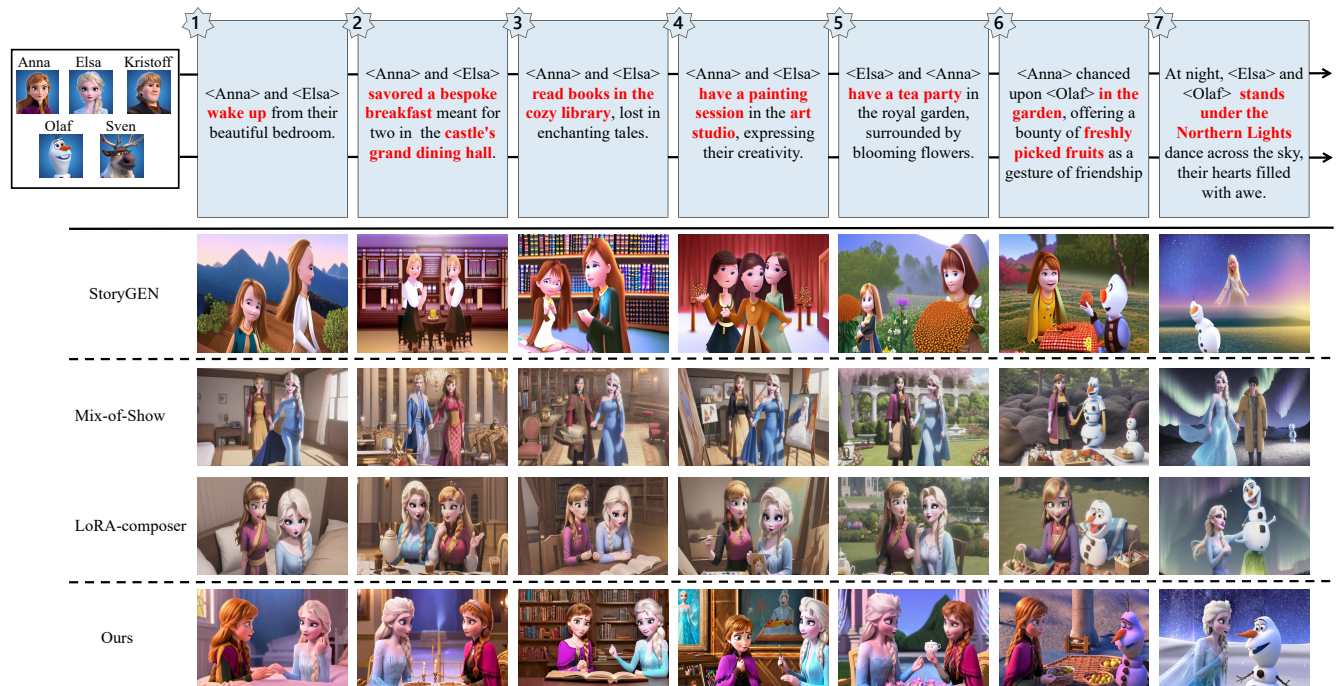 Anna Elsa Kristoff
Olaf Sven
1
<Anna> and <Elsa>
wake up from their
beautiful bedroom.
2
<Anna> and <Elsa>
savored a bespoke
breakfast meant for
two in the castle's
grand dining hall.
3
<Anna> and <Elsa>
read books in the
cozy library, lost in
enchanting tales.
4
<Anna> and <Elsa>
have a painting
session in the art
studio, expressing
their creativity.
5
<Elsa> and <Anna>
have a tea party in
the royal garden,
surrounded by
blooming flowers.
6
<Anna> chanced
upon <Olaf> in the
garden, offering a
bounty of freshly
picked fruits as a
gesture of friendship
7
At night, <Elsa> and
<Olaf> stands
under the
Northern Lights
dance across the sky,
their hearts filled
with awe.
StoryGEN
Mix-of-Show
LoRA-composer
Ours